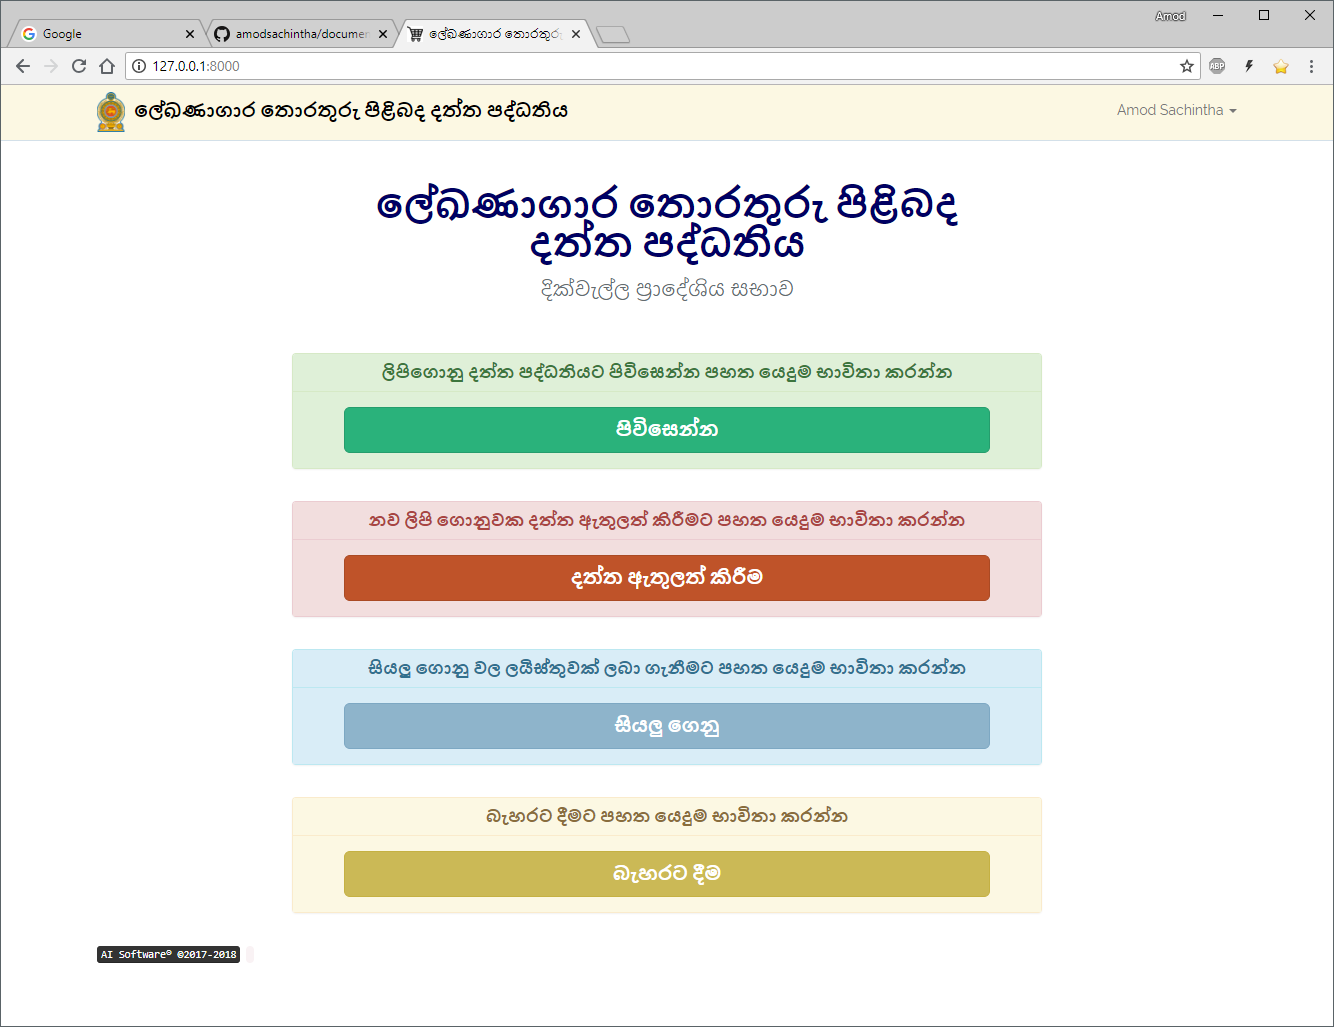 Amod
Google
amodsachintha/documen
ලේඛණාගාර තොරතුරු
127.0.0.1:8000
ABP
ලේඛණාගාර තොරතුරු පිළිබඳ දත්ත පද්ධතිය
Amod Sachintha
ලේඛණාගාර තොරතුරු පිළිබඳ
දත්ත පද්ධතිය
දික්වැල්ල ප්‍රාදේශිය සභාව
ලිපිගොනු දත්ත පද්ධතියට පිවිසෙන්න පහත යෙදුම භාවිතා කරන්න
පිවිසෙන්න
නව ලිපි ගොනුවක දත්ත ඇතුලත් කිරීමට පහත යෙදුම භාවිතා කරන්න
දත්ත ඇතුලත් කිරීම
සියලු ගොනු වල ලයිස්තුවක් ලබා ගැනීමට පහත යෙදුම භාවිතා කරන්න
සියලු ගෙනු
බැහරට දීමට පහත යෙදුම භාවිතා කරන්න
බැහරට දීම
AI Software® ©2017-2018